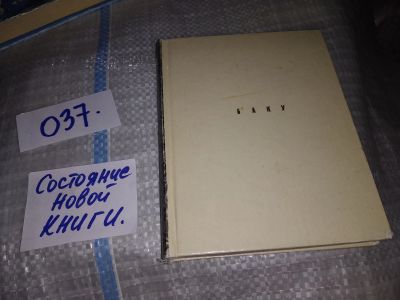 037.
Состояние
новой
КНИГИ.
БАКУ